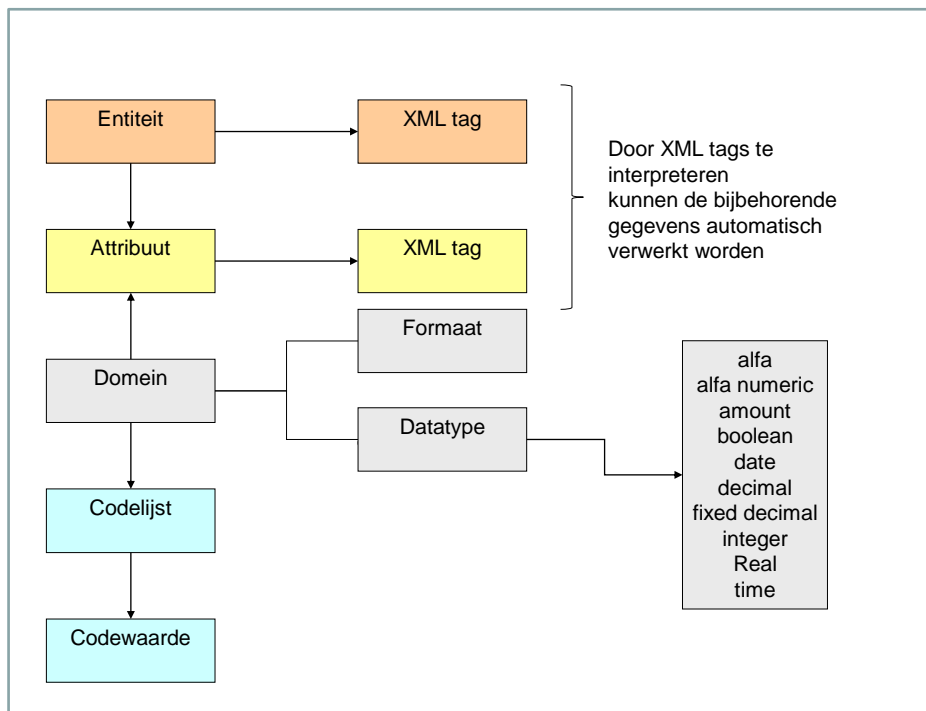 Entiteit
XML tag
Door XML tags te
interpreteren
kunnen de bijbehorende
gegevens automatisch
verwerkt worden
Attribuut
XML tag
Formaat
Domein
Datatype
alfa
alfa numeric
amount
boolean
date
decimal
fixed decimal
integer
Real
time
Codelijst
Codewaarde